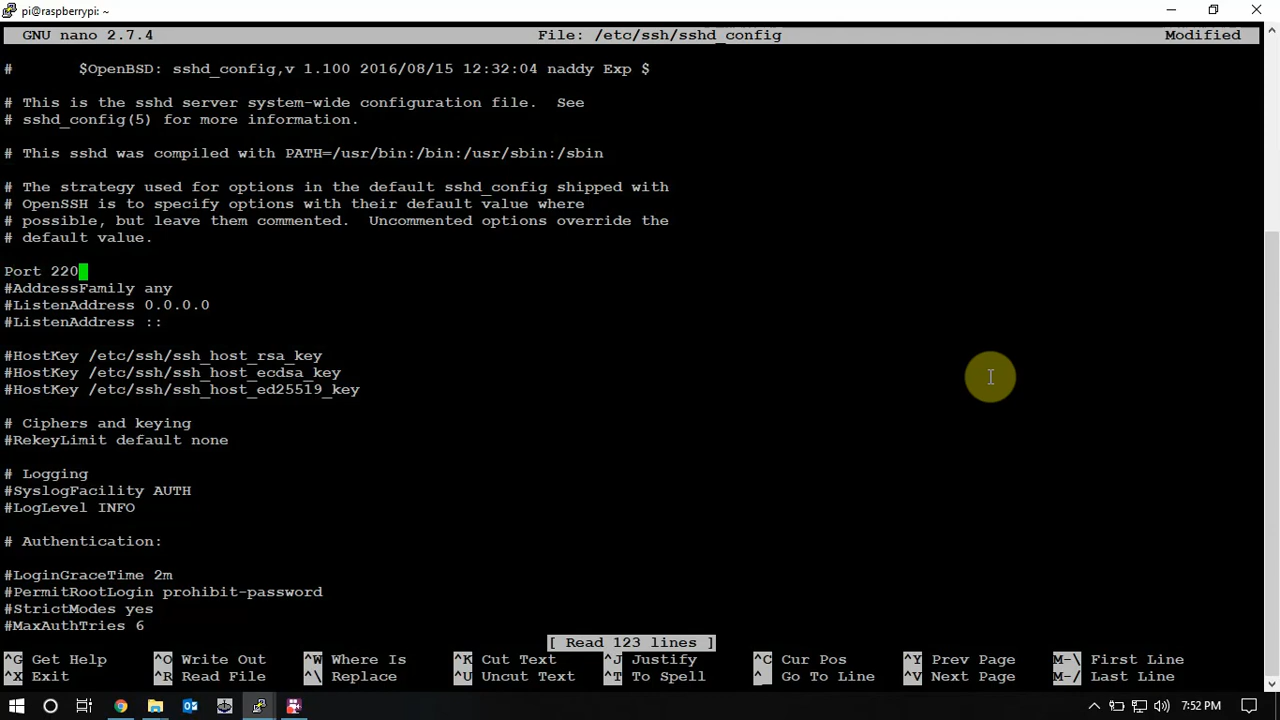 pi@raspberrypi: ~
GNU nano 2.7.4 File: /etc/ssh/sshd_config Modified
# $OpenBSD: sshd_config,v 1.100 2016/08/15 12:32:04 naddy Exp $
# This is the sshd server system-wide configuration file. See
# sshd_config(5) for more information.
# This sshd was compiled with PATH=/usr/bin:/bin:/usr/sbin:/sbin
# The strategy used for options in the default sshd_config shipped with
# OpenSSH is to specify options with their default value where
# possible, but leave them commented. Uncommented options override the
# default value.
Port 220
#AddressFamily any
#ListenAddress 0.0.0.0
#ListenAddress ::
#HostKey /etc/ssh/ssh_host_rsa_key
#HostKey /etc/ssh/ssh_host_ecdsa_key
#HostKey /etc/ssh/ssh_host_ed25519_key
# Ciphers and keying
#RekeyLimit default none
# Logging
#SyslogFacility AUTH
#LogLevel INFO
# Authentication:
#LoginGraceTime 2m
#PermitRootLogin prohibit-password
#StrictModes yes
#MaxAuthTries 6
[ Read 123 lines ]
^G Get Help ^O Write Out ^W Where Is ^K Cut Text ^J Justify ^C Cur Pos ^Y Prev Page M-\ First Line
^X Exit ^R Read File ^\ Replace ^U Uncut Text ^T To Spell ^_ Go To Line ^V Next Page M-/ Last Line
7:52 PM